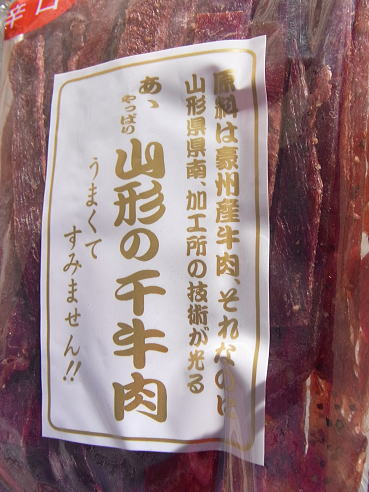 辛口
原料は豪州産牛肉、それなのに
山形県県南、加工所の技術が光る
あ、やっぱり
山形の干牛肉
うまくて
すみません!!